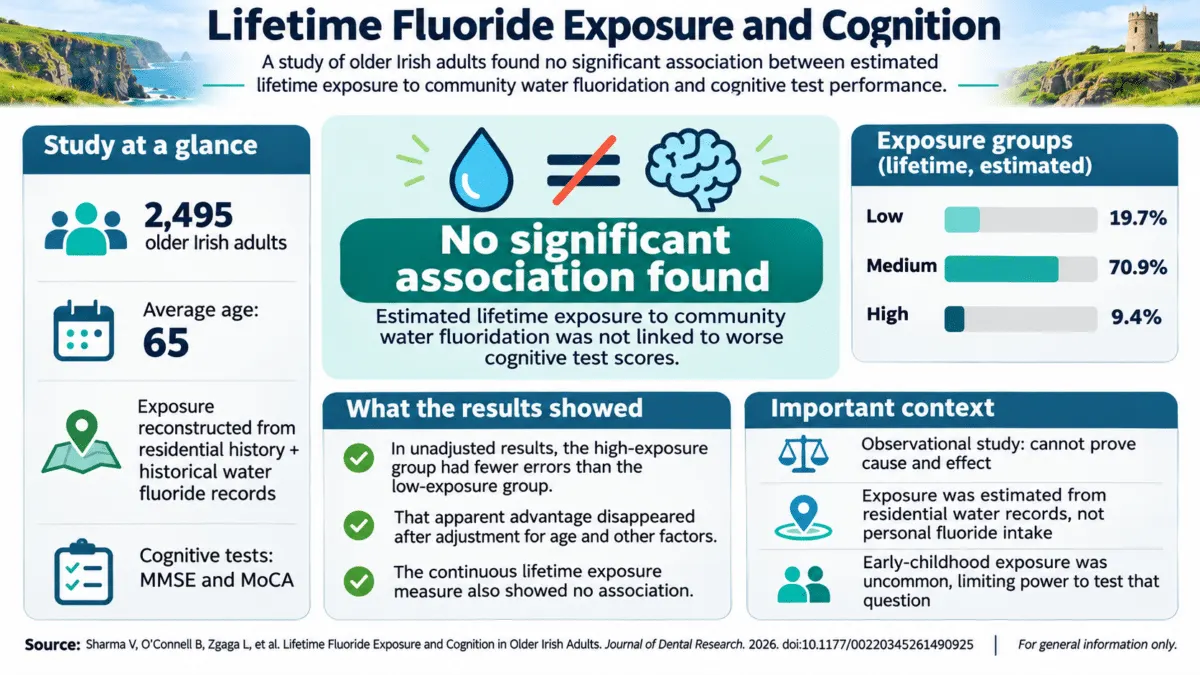 Lifetime Fluoride Exposure and Cognition
A study of older Irish adults found no significant association between estimated
lifetime exposure to community water fluoridation and cognitive test performance.
Study at a glance
2,495
older Irish adults
Average age:
65
Exposure
reconstructed from
residential history +
historical water
fluoride records
Cognitive tests:
MMSE and MoCA
No significant
association found
Estimated lifetime exposure to community
water fluoridation was not linked to worse
cognitive test scores.
Exposure groups
(lifetime, estimated)
Low 19.7%
Medium 70.9%
High 9.4%
What the results showed
In unadjusted results, the high-exposure
group had fewer errors than the
low-exposure group.
That apparent advantage disappeared
after adjustment for age and other factors.
The continuous lifetime exposure
measure also showed no association.
Important context
Observational study: cannot prove
cause and effect
Exposure was estimated from
residential water records, not
personal fluoride intake
Early-childhood exposure was
uncommon, limiting power to test that
question
Source: Sharma V, O’Connell B, Zgaga L, et al. Lifetime Fluoride Exposure and Cognition in Older Irish Adults. Journal of Dental Research. 2026. doi:10.1177/00220345261490925 | For general information only.